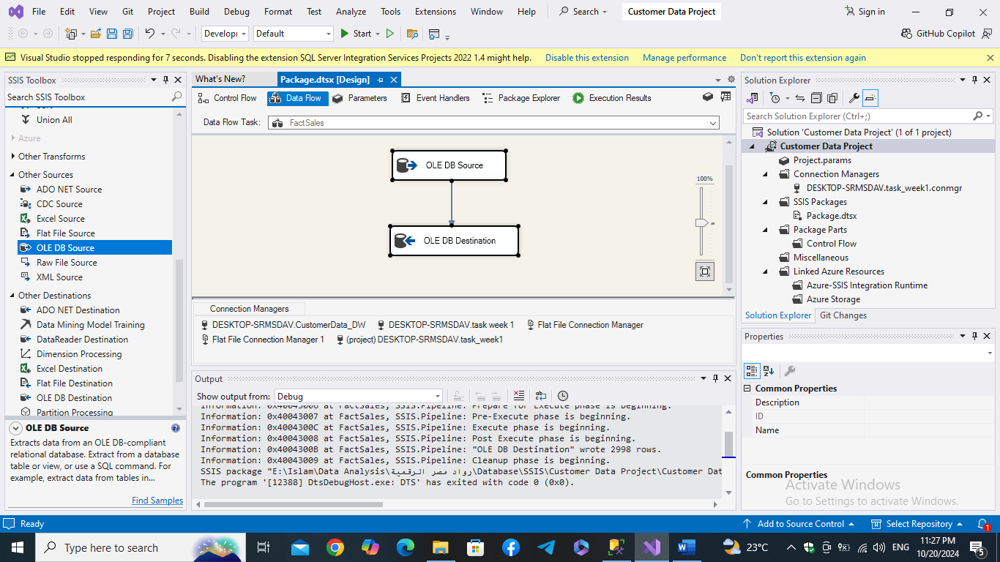 File Edit View Git Project Build Debug Format Test Analyze Tools Extensions Window Help Search Customer Data Project Sign in
Developi Default Start GitHub Copilot
Visual Studio stopped responding for 7 seconds. Disabling the extension SQL Server Integration Services Projects 2022 1.4 might help. Disable this extension Manage performance Don't report this extension again
SSIS Toolbox
Search SSIS Toolbox
Union All
Azure
Other Transforms
Other Sources
ADO NET Source
CDC Source
Excel Source
Flat File Source
OLE DB Source
Raw File Source
XML Source
Other Destinations
ADO NET Destination
Data Mining Model Training
DataReader Destination
Dimension Processing
Excel Destination
Flat File Destination
OLE DB Destination
Partition Processing
OLE DB Source
Extracts data from an OLE DB-compliant
relational database. Extract from a database
table or view, or use a SQL command. For
example, extract data from tables in...
Find Samples
What's New? Package.dtsx [Design]
Control Flow Data Flow Parameters Event Handlers Package Explorer Execution Results
Data Flow Task: FactSales
OLE DB Source
100%
OLE DB Destination
Connection Managers
DESKTOP-SRMSDAV.CustomerData_DW DESKTOP-SRMSDAV.task week 1 Flat File Connection Manager
Flat File Connection Manager 1 (project) DESKTOP-SRMSDAV.task_week1
Output
Show output from: Debug
Information: 0x40043006 at FactSales, SSIS.Pipeline: Prepare for Execute phase is beginning.
Information: 0x40043007 at FactSales, SSIS.Pipeline: Pre-Execute phase is beginning.
Information: 0x4004300C at FactSales, SSIS.Pipeline: Execute phase is beginning.
Information: 0x40043008 at FactSales, SSIS.Pipeline: Post Execute phase is beginning.
Information: 0x4004300B at FactSales, SSIS.Pipeline: "OLE DB Destination" wrote 2998 rows.
Information: 0x40043009 at FactSales, SSIS.Pipeline: Cleanup phase is beginning.
SSIS package "E:\Islam\Data Analysis\رواد مصر الرقمية\Database\SSIS\Customer Data Project\Customer Dat
The program '[12388] DtsDebugHost.exe: DTS' has exited with code 0 (0x0).
Solution Explorer
Search Solution Explorer (Ctrl+;)
Solution 'Customer Data Project' (1 of 1 project)
Customer Data Project
Project.params
Connection Managers
DESKTOP-SRMSDAV.task_week1.conmgr
SSIS Packages
Package.dtsx
Package Parts
Control Flow
Miscellaneous
Linked Azure Resources
Azure-SSIS Integration Runtime
Azure Storage
Solution Explorer Git Changes
Properties
Common Properties
Description
ID
Name
Common Properties
Activate Windows
Go to Settings to activate Windows.
Ready Add to Source Control Select Repository 1
Type here to search 23°C ENG 11:27 PM 5
10/20/2024